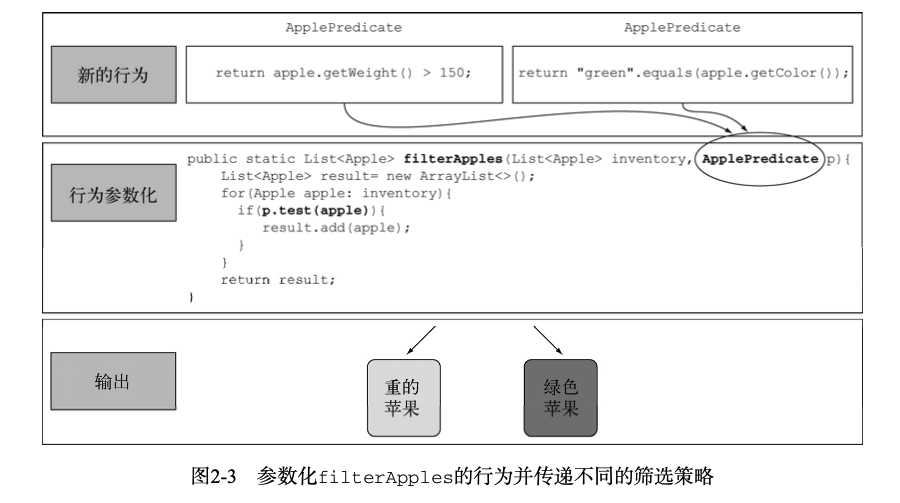 ApplePredicate ApplePredicate
新的行为 return apple.getWeight() > 150; return "green".equals(apple.getColor());
public static List<Apple> filterApples(List<Apple> inventory, ApplePredicate p){
List<Apple> result= new ArrayList<>();
行为参数化 for(Apple apple: inventory){
if(p.test(apple)){
result.add(apple);
}
}
return result;
}
输出
重的
苹果
绿色
苹果
图2-3 参数化filterApples的行为并传递不同的筛选策略